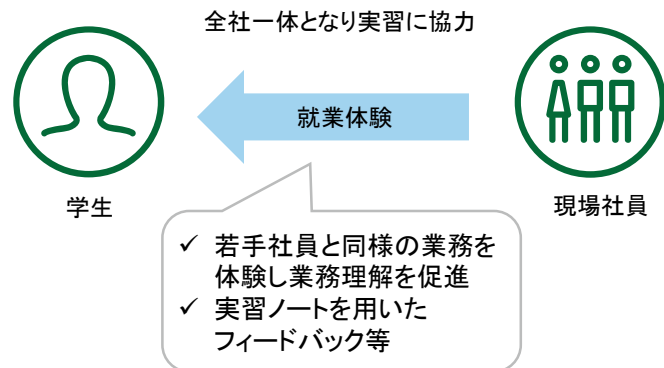 全社一体となり実習に協力
就業体験
学生
現場社員
✓ 若手社員と同様の業務を
体験し業務理解を促進
✓ 実習ノートを用いた
フィードバック等